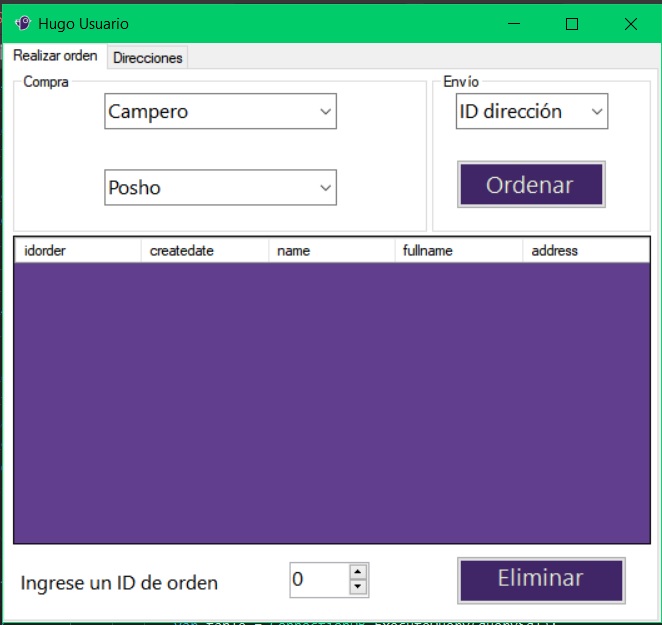 Hugo Usuario
Realizar orden Direcciones
Compra Envío
Campero ID dirección
Posho Ordenar
idorder createdate name fullname address
Ingrese un ID de orden 0 Eliminar